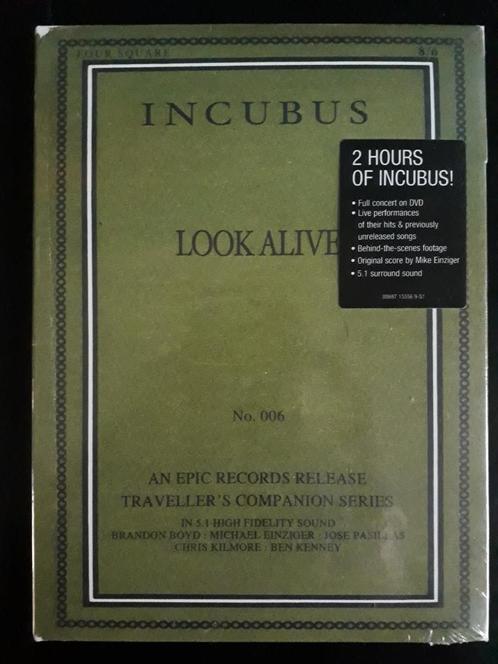 FOUR SQUARE 8/6
INCUBUS
LOOK ALIVE
2 HOURS
OF INCUBUS!
• Full concert on DVD
• Live performances
of their hits & previously
unreleased songs
• Behind-the-scenes footage
• Original score by Mike Einziger
• 5.1 surround sound
No. 006
AN EPIC RECORDS RELEASE
TRAVELLER'S COMPANION SERIES
IN 5.1 HIGH FIDELITY SOUND
BRANDON BOYD : MICHAEL EINZIGER : JOSE PASILLAS
CHRIS KILMORE : BEN KENNEY